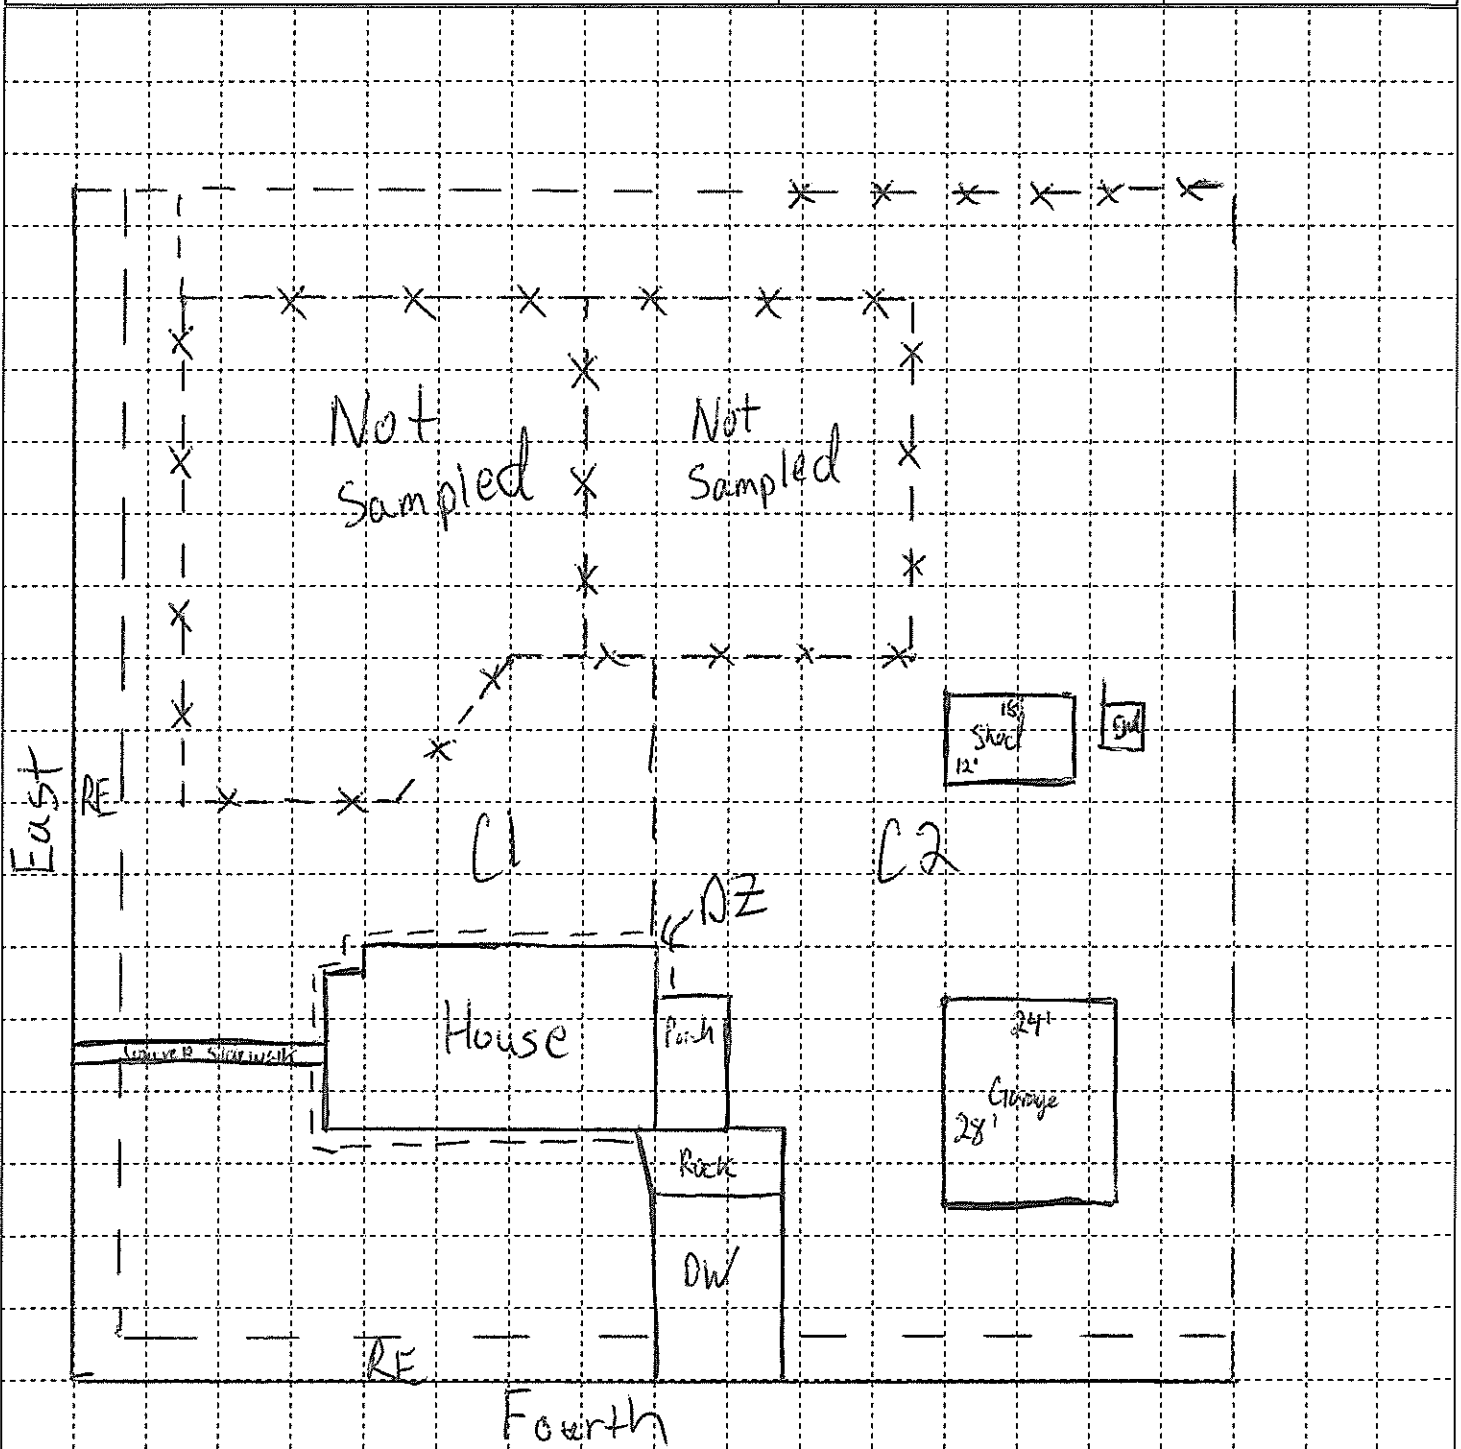 Not
Sampled
Not
Sampled
15'
Shed
12'
East
RE
C1
C2
DZ
House
Porch
24'
Garage
28'
Rock
DW
RE
Fourth